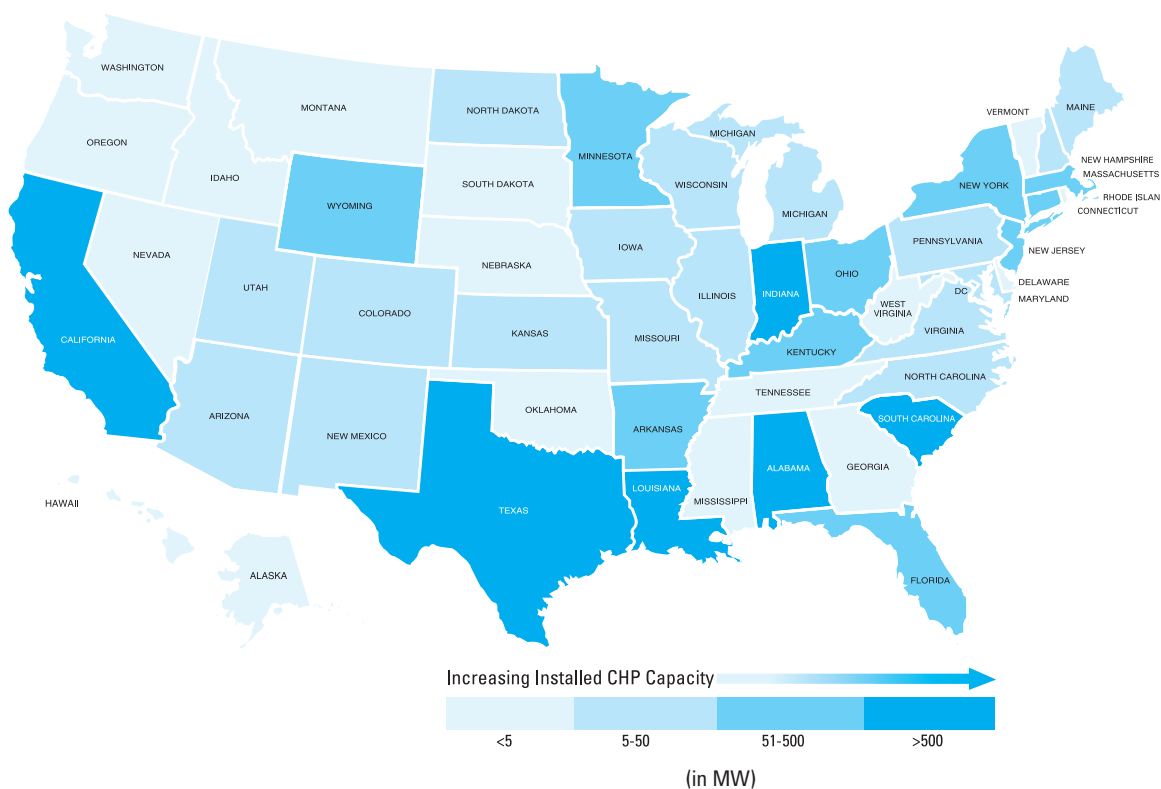 WASHINGTON
MONTANA
NORTH DAKOTA
MICHIGAN
VERMONT
MAINE
OREGON
IDAHO
MINNESOTA
SOUTH DAKOTA
WISCONSIN
NEW HAMPSHIRE
MASSACHUSETTS
NEW YORK
RHODE ISLAN
CONNECTICUT
WYOMING
MICHIGAN
NEVADA
NEBRASKA
IOWA
PENNSYLVANIA
NEW JERSEY
UTAH
ILLINOIS
INDIANA
OHIO
DELAWARE
DC
MARYLAND
WEST
VIRGINIA
COLORADO
KANSAS
MISSOURI
VIRGINIA
CALIFORNIA
KENTUCKY
NORTH CAROLINA
TENNESSEE
ARIZONA
NEW MEXICO
OKLAHOMA
ARKANSAS
SOUTH CAROLINA
ALABAMA
GEORGIA
LOUISIANA
MISSISSIPPI
HAWAII
TEXAS
ALASKA
FLORIDA
Increasing Installed CHP Capacity
<5 5-50 51-500 >500
(in MW)